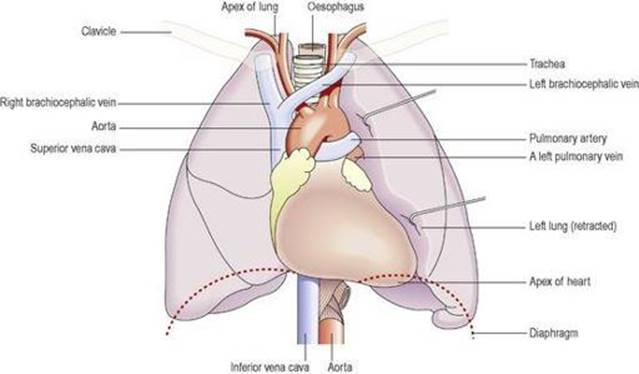 Apex of lung
Oesophagus
Clavicle
Trachea
Left brachiocephalic vein
Right brachiocephalic vein
Aorta
Pulmonary artery
Superior vena cava
A left pulmonary vein
Left lung (retracted)
Apex of heart
Diaphragm
Inferior vena cava
Aorta